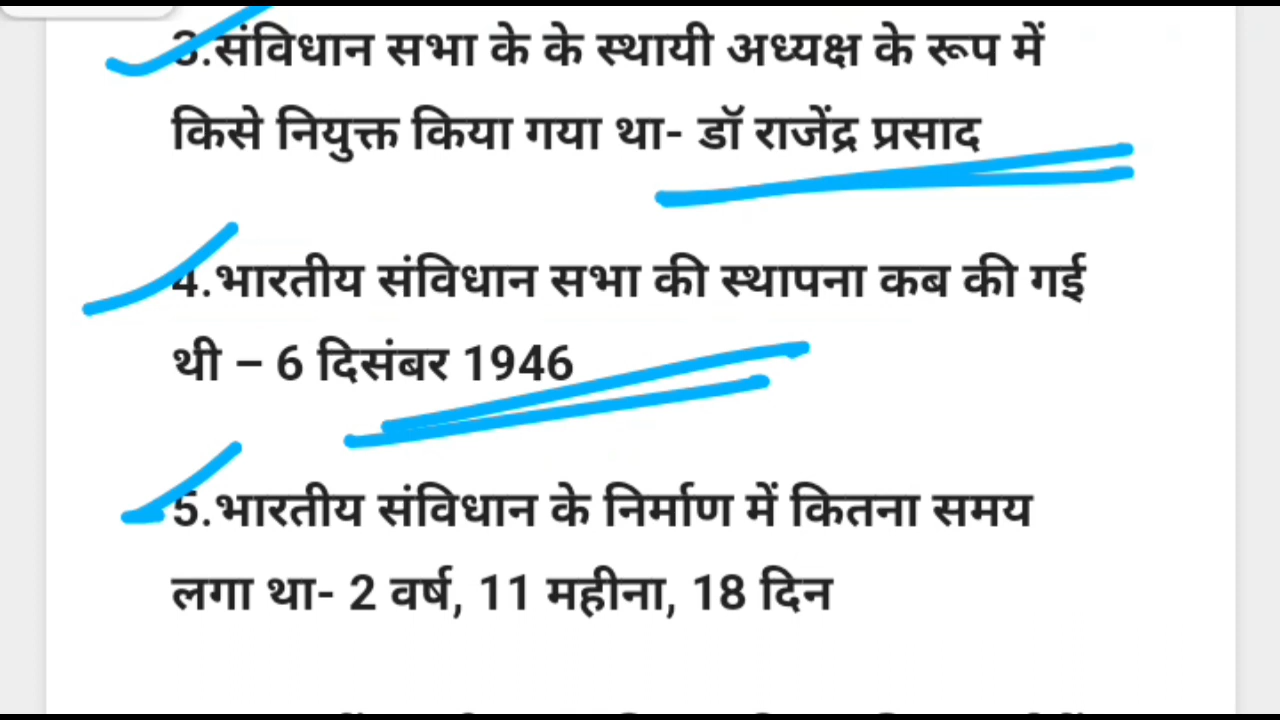 3.संविधान सभा के के स्थायी अध्यक्ष के रूप में
किसे नियुक्त किया गया था- डॉ राजेंद्र प्रसाद
4.भारतीय संविधान सभा की स्थापना कब की गई
थी – 6 दिसंबर 1946
5.भारतीय संविधान के निर्माण में कितना समय
लगा था- 2 वर्ष, 11 महीना, 18 दिन